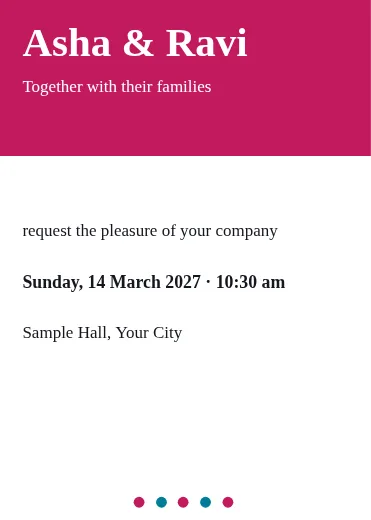 Asha & Ravi
Together with their families
request the pleasure of your company
Sunday, 14 March 2027 · 10:30 am
Sample Hall, Your City